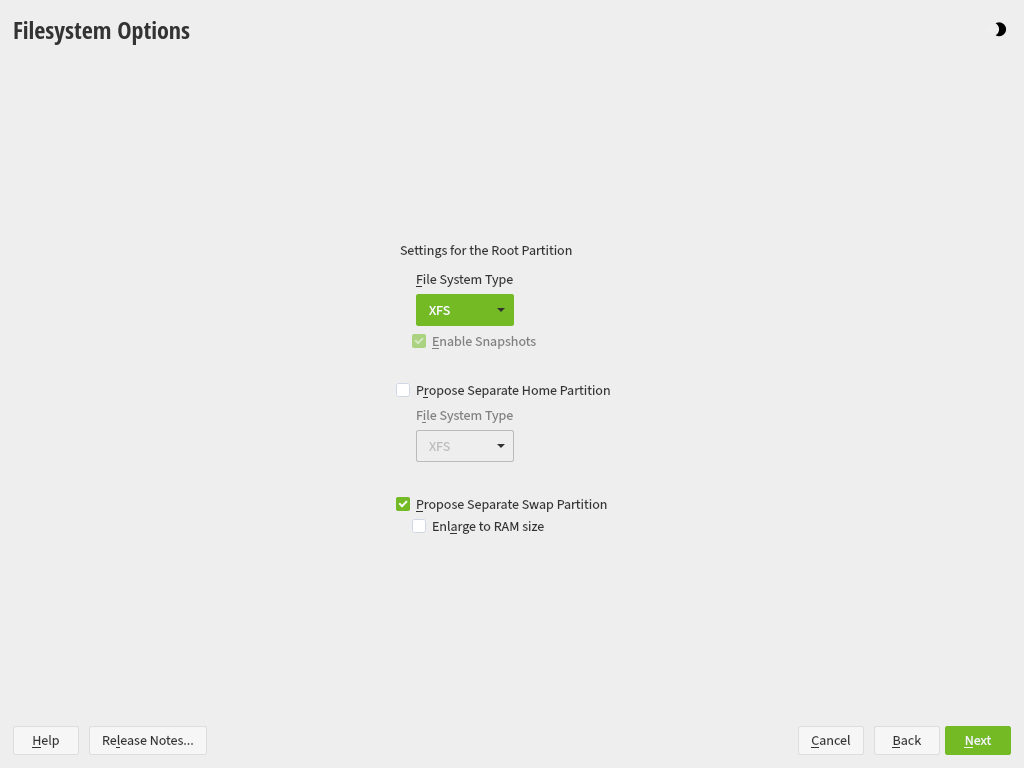 Filesystem Options
Settings for the Root Partition
File System Type
XFS
Enable Snapshots
Propose Separate Home Partition
File System Type
XFS
Propose Separate Swap Partition
Enlarge to RAM size
Help
Release Notes...
Cancel
Back
Next